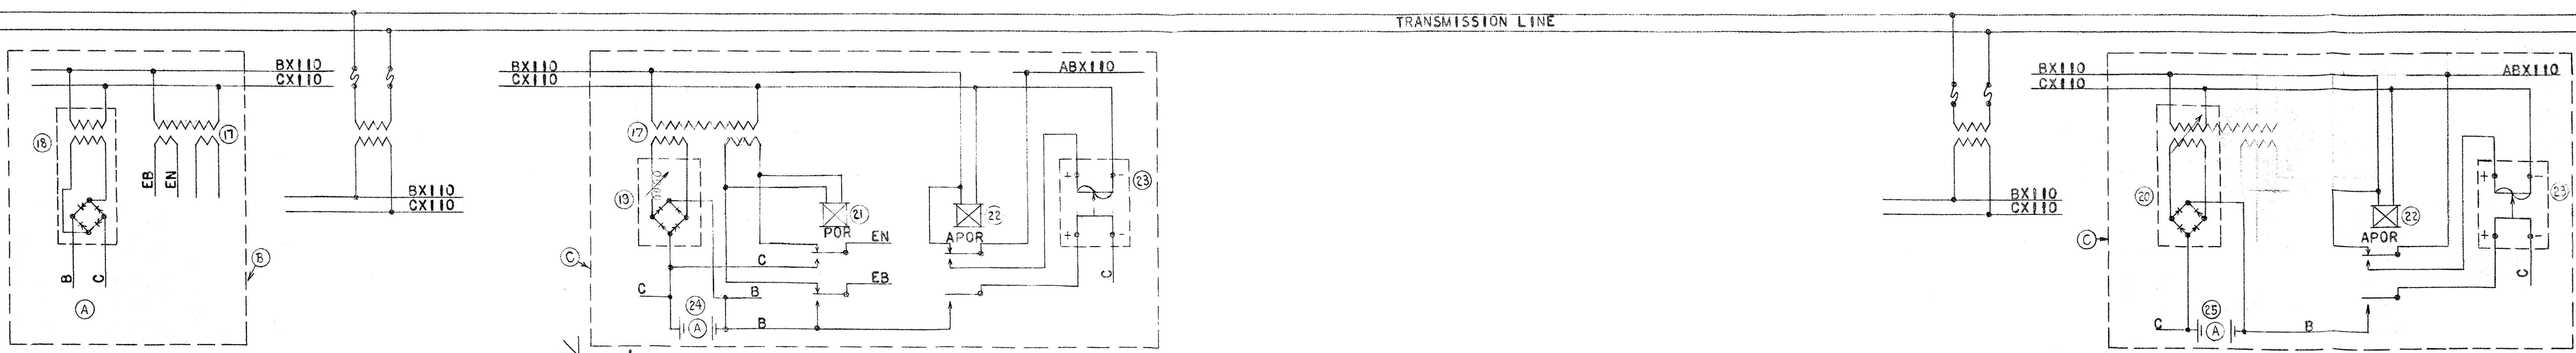 TRANSMISSION LINE
BX110
CX110
18
17
EB
EN
B
C
A
B
BX110
CX110
BX110
CX110
ABX110
17
19
21
POR
22
APOR
23
EN
C
EB
C
C
B
24
A
B
C
BX110
CX110
BX110
CX110
ABX110
20
22
APOR
23
C
C
25
A
B
C